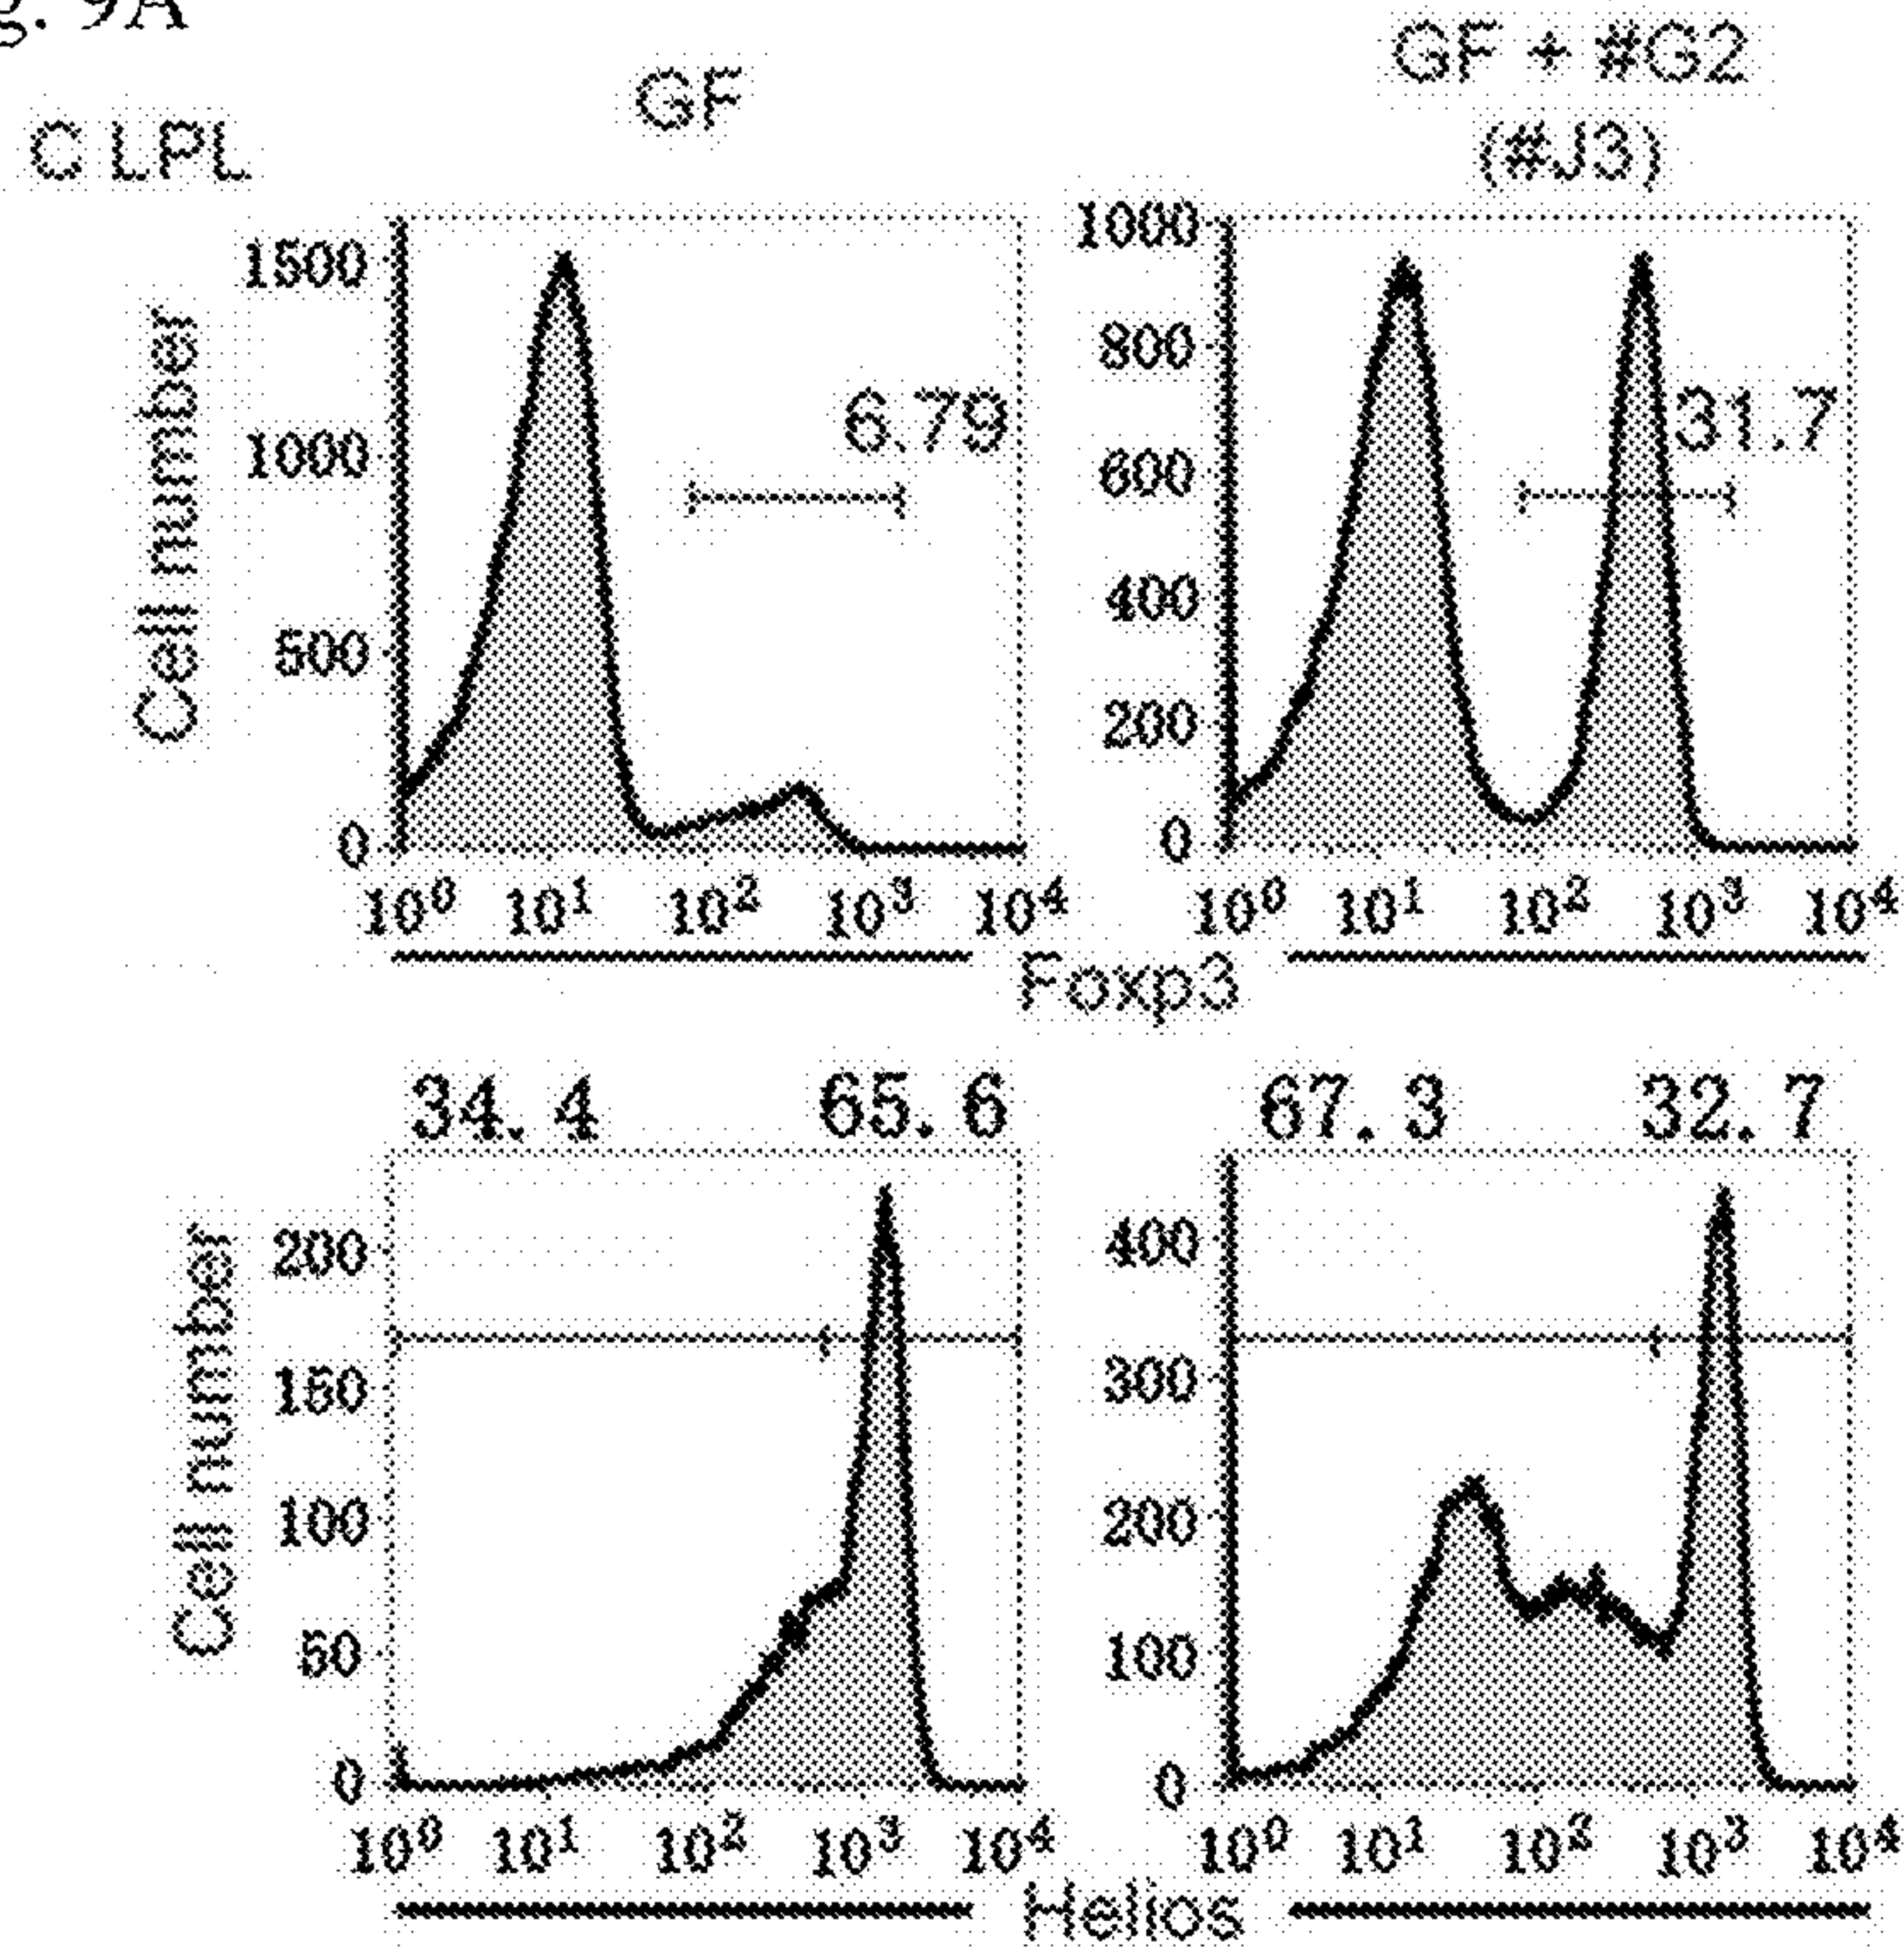 g. 9A
C LPL
GF
GF + #G2
(#J3)
Cell number
1500
1000
500
0
6.79
10⁰ 10¹ 10² 10³ 10⁴
1000
800
600
400
200
0
31.7
10⁰ 10¹ 10² 10³ 10⁴
Foxp3
34.4 65.6
Cell number
200
150
100
50
0
10⁰ 10¹ 10² 10³ 10⁴
67.3 32.7
400
300
200
100
0
10⁰ 10¹ 10² 10³ 10⁴
Helios